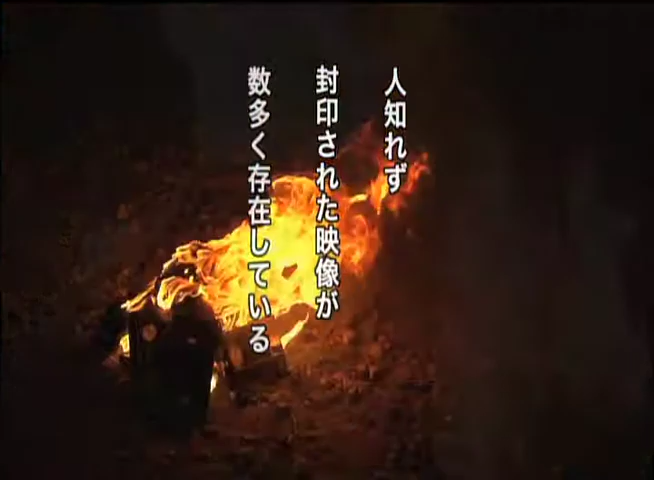 人知れず
封印された映像が
数多く存在している